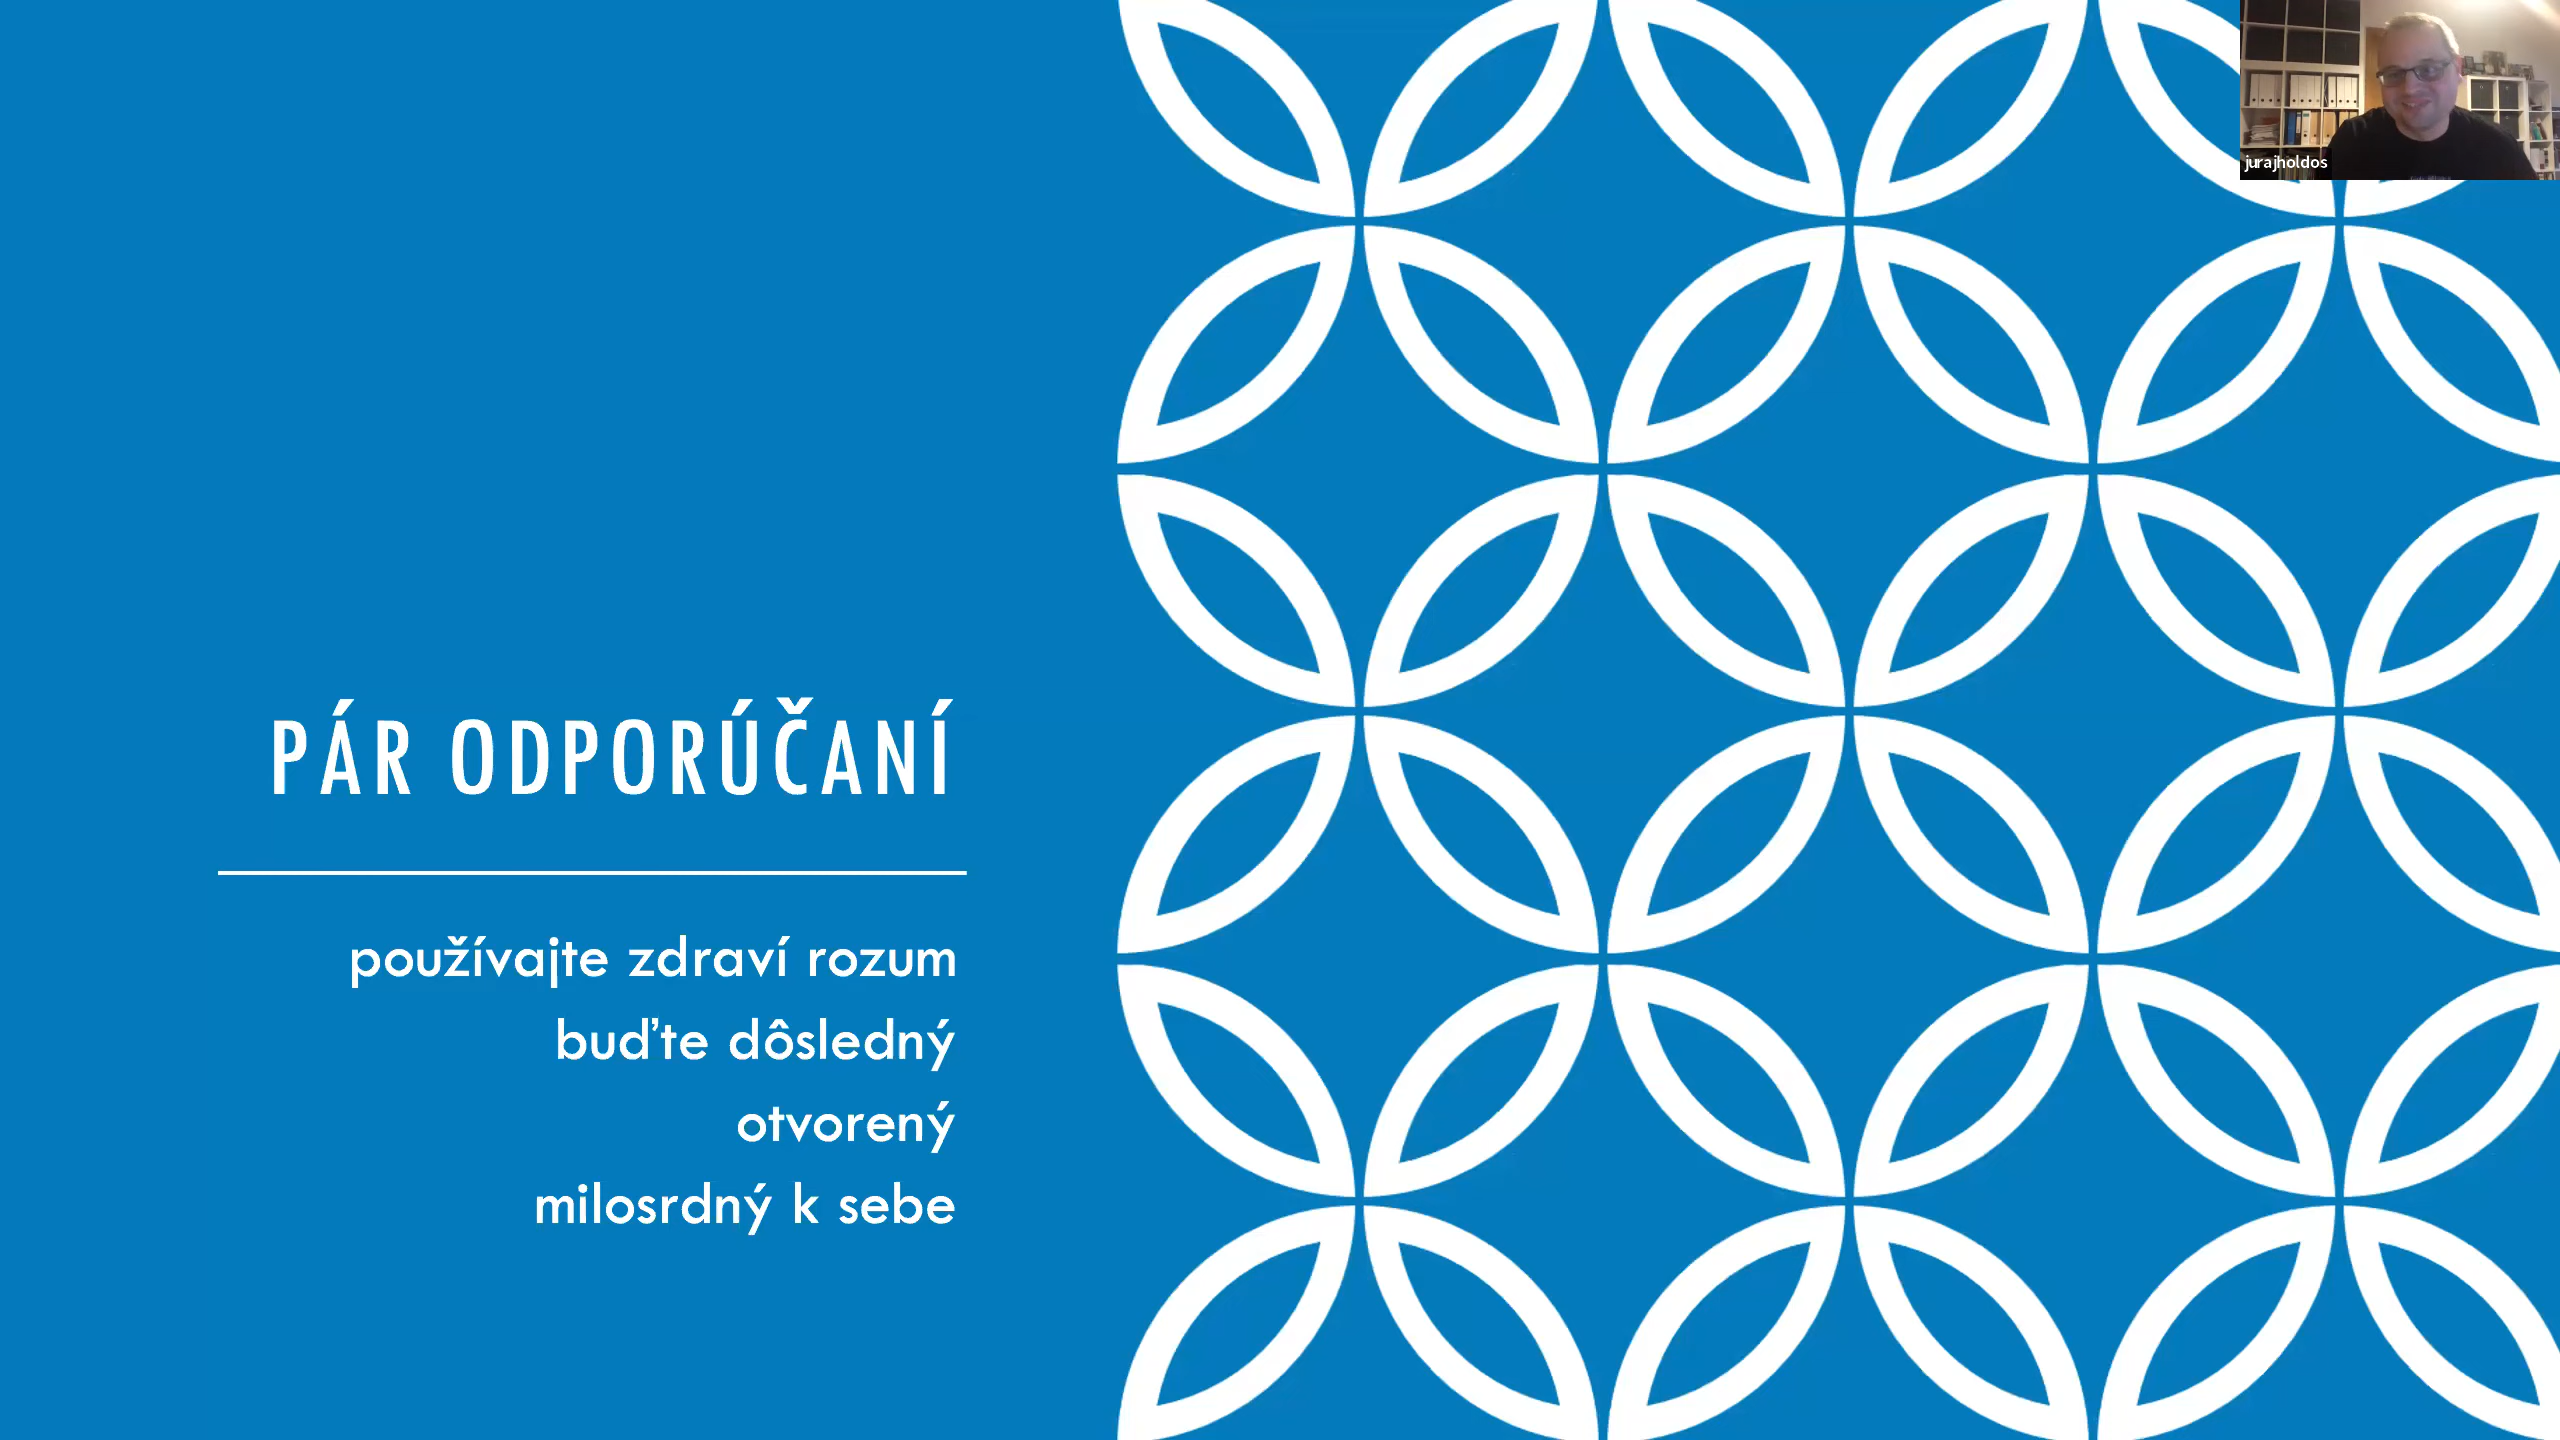 PÁR ODPORÚČANÍ
používajte zdraví rozum
buďte dôsledný
otvorený
milosrdný k sebe
jurajholdos